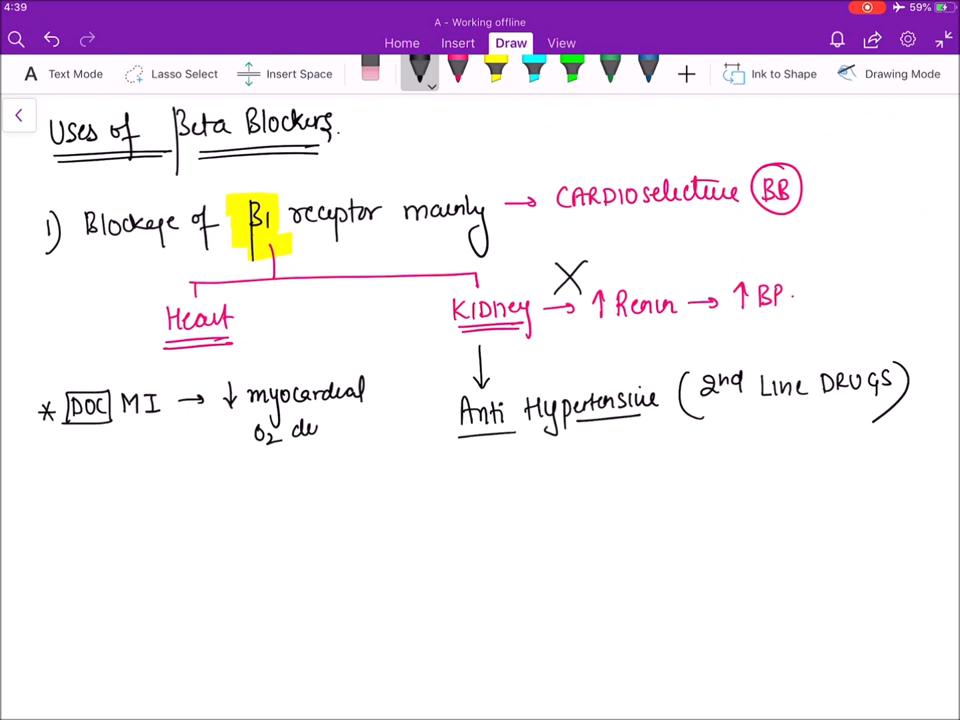 4:39
59%
A - Working offline
Home Insert Draw View
A Text Mode Lasso Select Insert Space Ink to Shape Drawing Mode
Uses of Beta Blockers.
1) Blockage of β1 receptor mainly → CARDIOselective BB
X
Heart
KIDney → ↑ Renin → ↑ BP.
* DOC MI → ↓ myocardial
O2 de
Anti Hypertensive (2nd Line DRUGS)